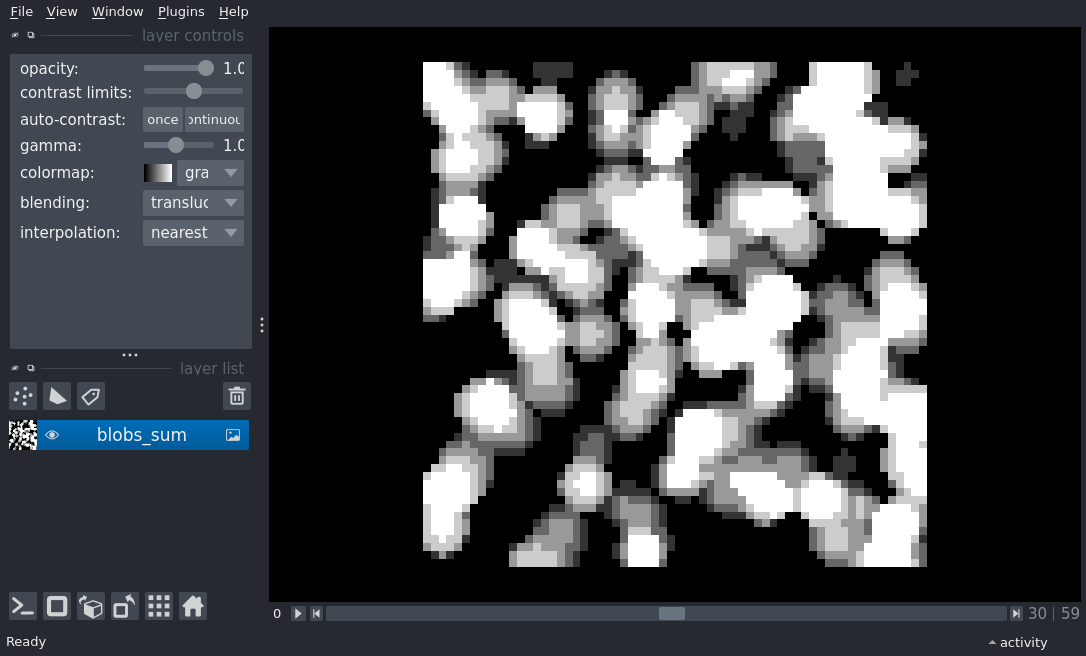 File View Window Plugins Help
layer controls
opacity: 1.0
contrast limits:
auto-contrast: once ontinuou
gamma: 1.0
colormap: gra
blending: transluc
interpolation: nearest
layer list
blobs_sum
0 30 | 59
Ready activity